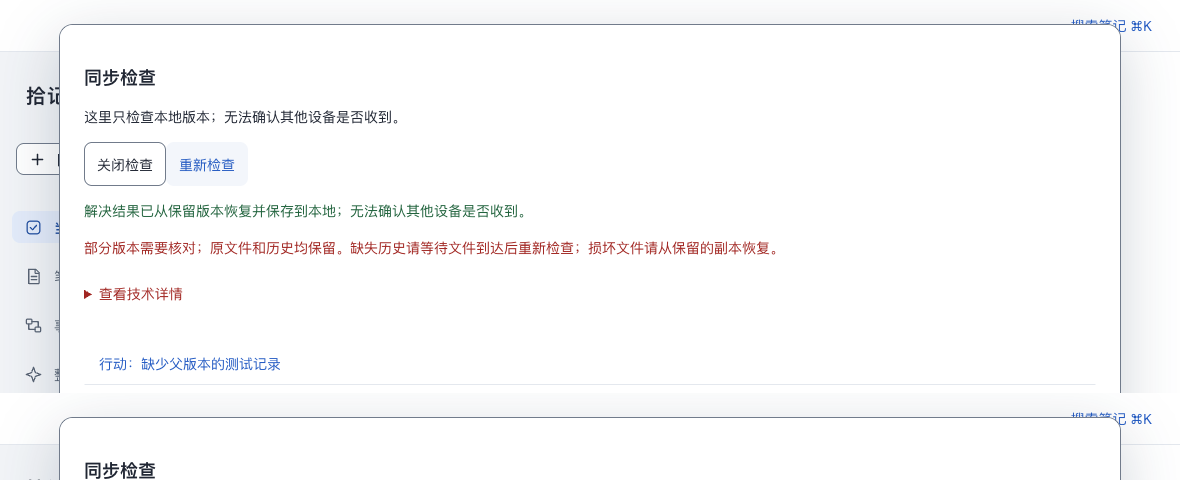 ⌘K
同步检查
拾记
这里只检查本地版本；无法确认其他设备是否收到。
关闭检查 重新检查
解决结果已从保留版本恢复并保存到本地；无法确认其他设备是否收到。
部分版本需要核对；原文件和历史均保留。缺失历史请等待文件到达后重新检查；损坏文件请从保留的副本恢复。
查看技术详情
行动：缺少父版本的测试记录
⌘K
同步检查